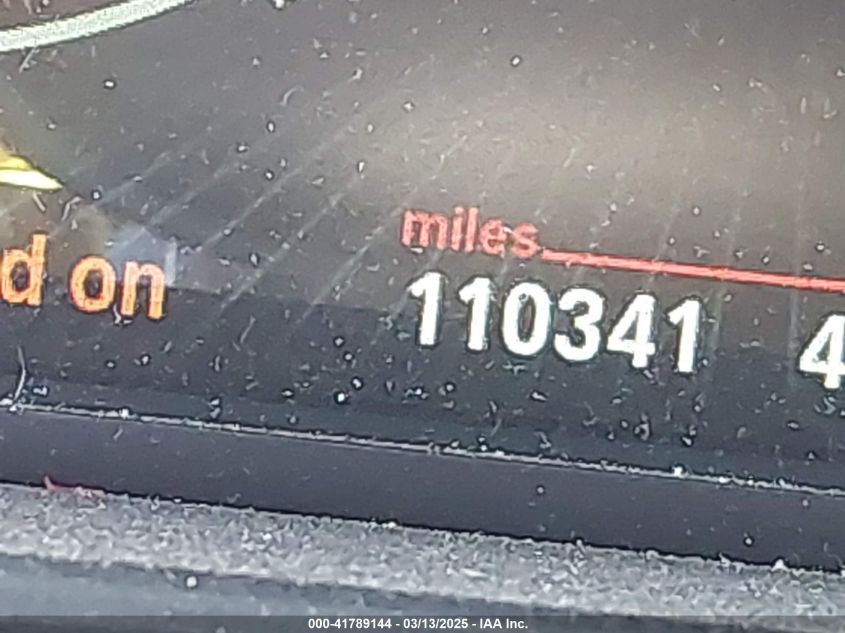 miles
d on
110341 4
000-41789144 - 03/13/2025 - IAA Inc.